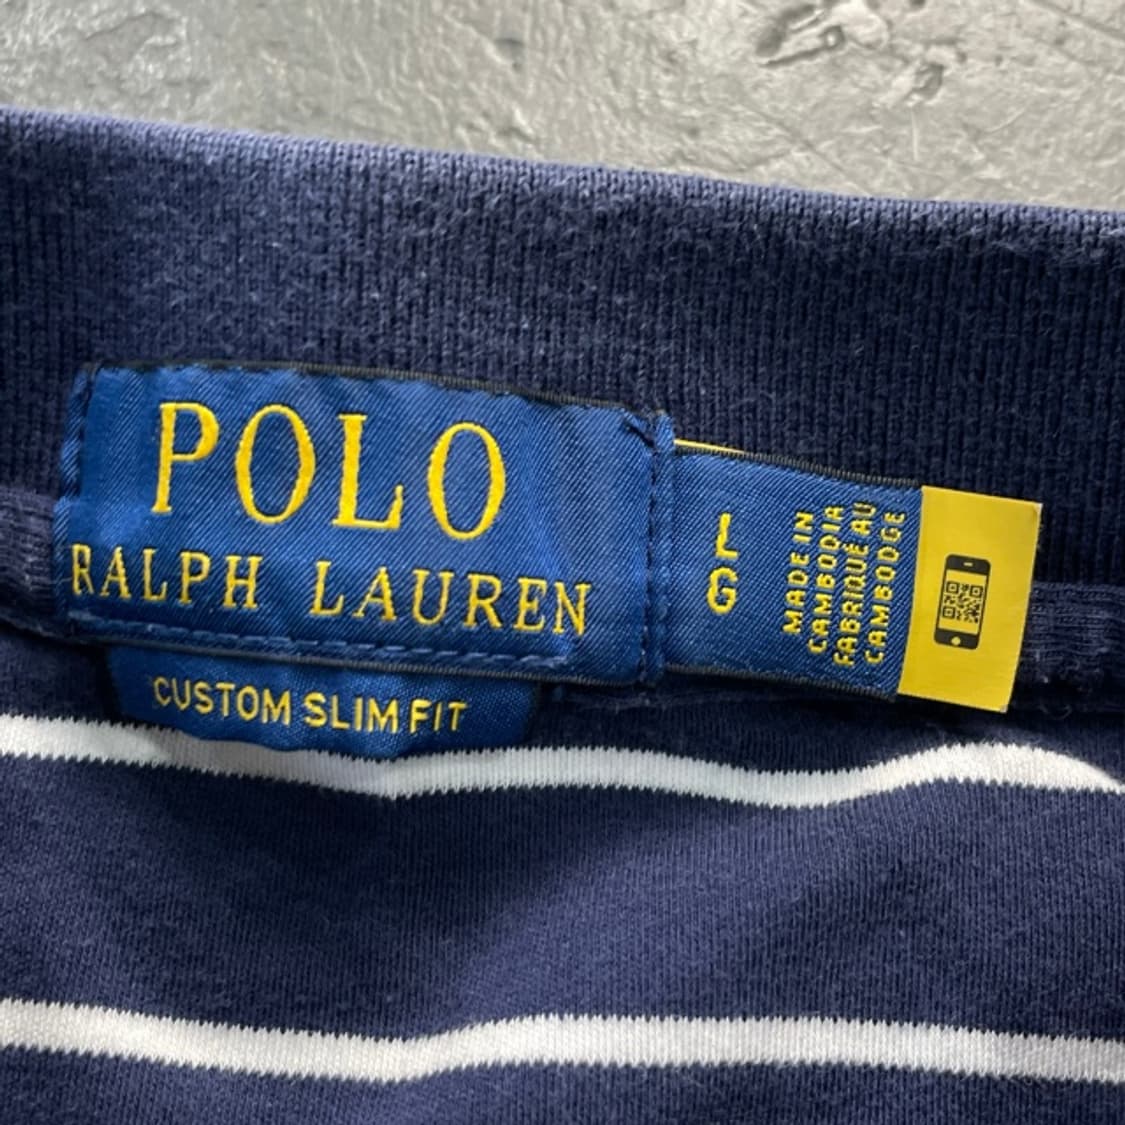 POLO
RALPH LAUREN
CUSTOM SLIM FIT
L
G
MADE IN
CAMBODIA
FABRIQUÉ AU
CAMBODGE